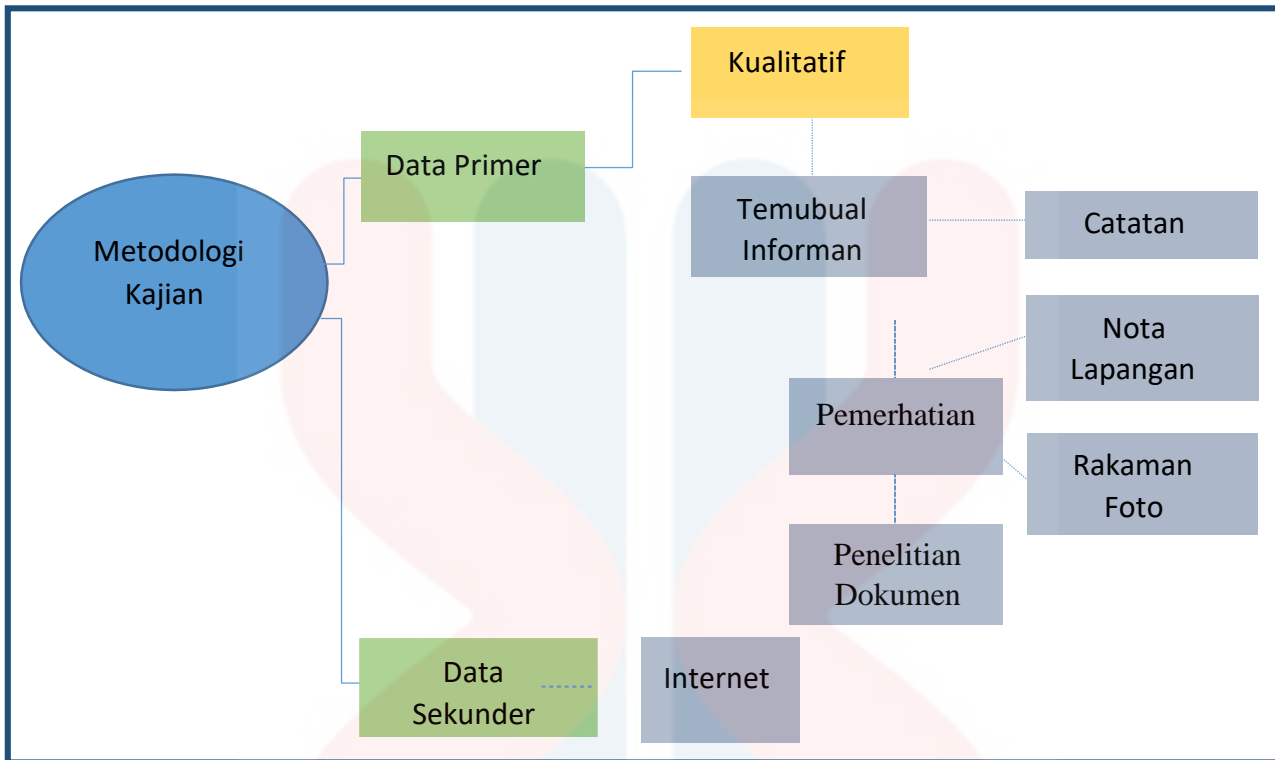 Kualitatif
Data Primer
Temubual
Informan
Catatan
Metodologi
Kajian
Nota
Lapangan
Pemerhatian
Rakaman
Foto
Penelitian
Dokumen
Data
Sekunder
Internet